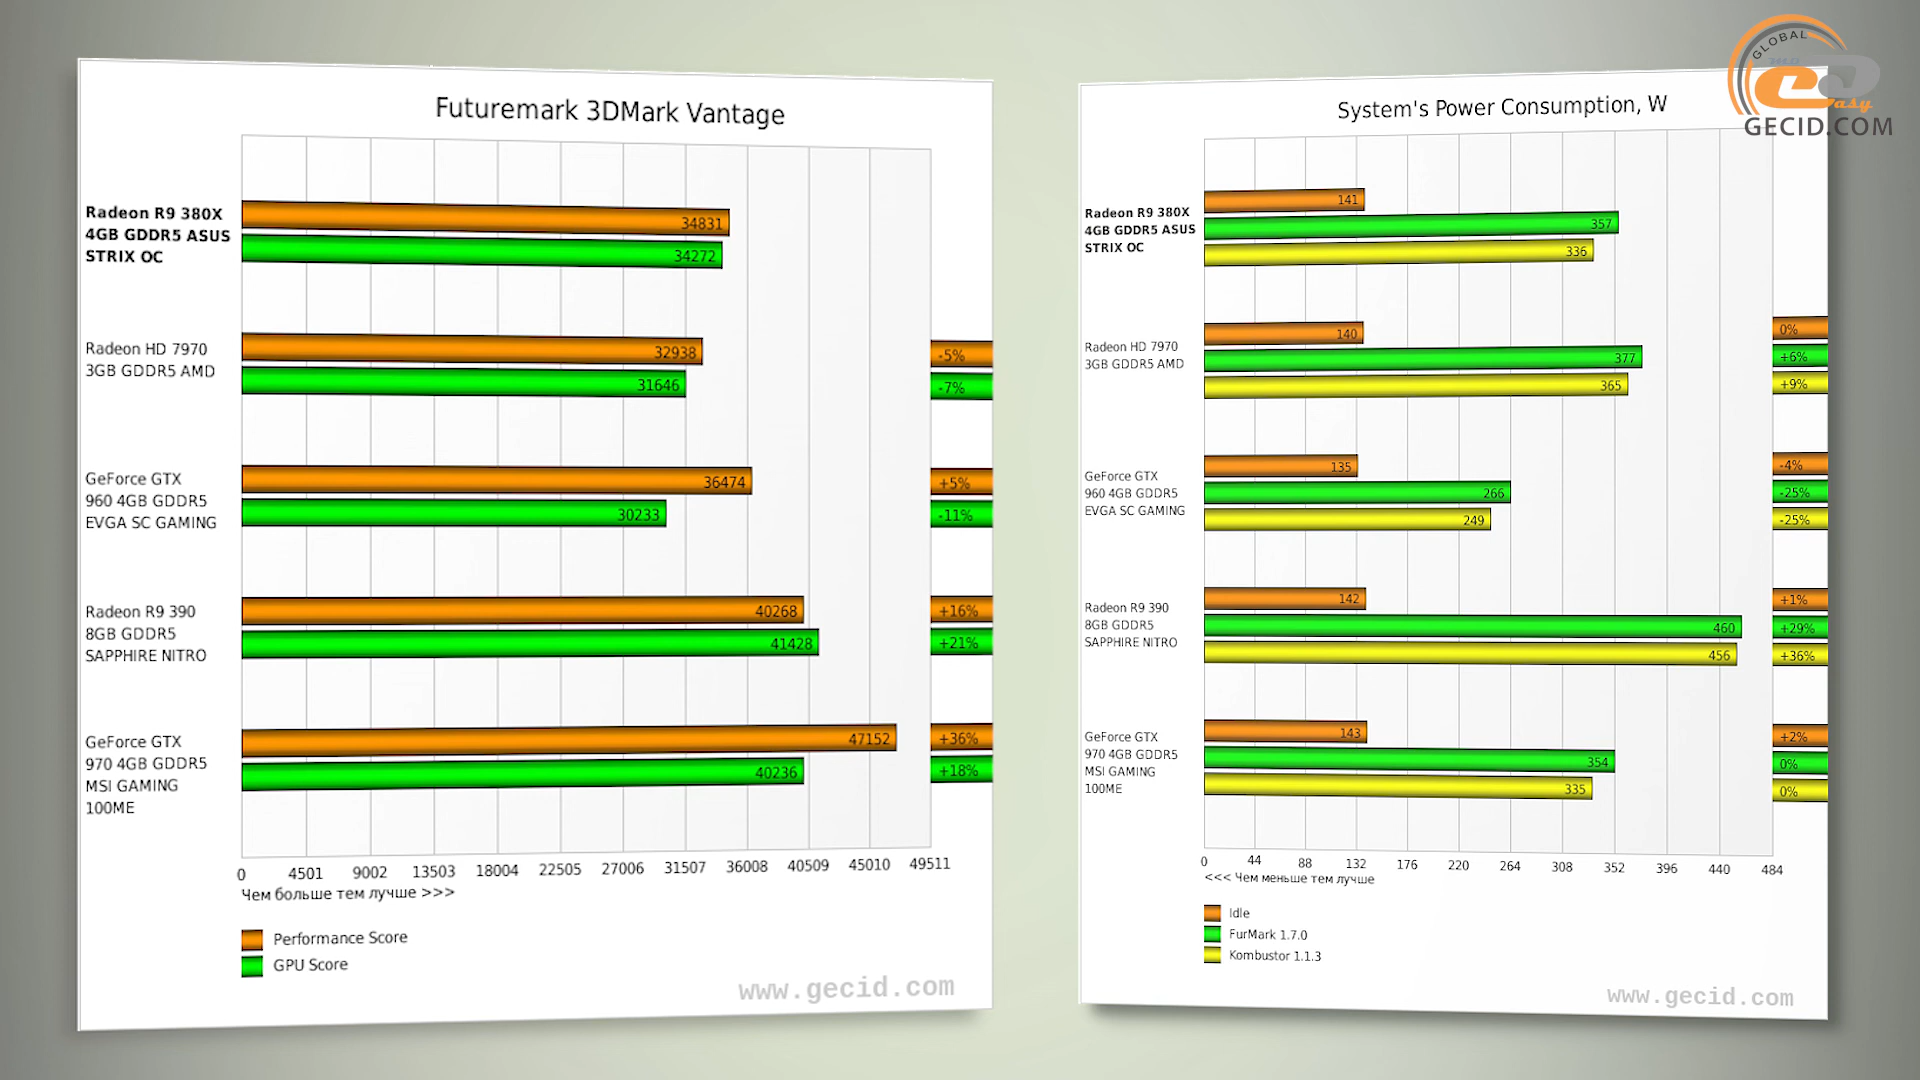 Futuremark 3DMark Vantage
Radeon R9 380X
4GB GDDR5 ASUS
STRIX OC
34831
34272
Radeon HD 7970
3GB GDDR5 AMD
32938
31646
-5%
-7%
GeForce GTX
960 4GB GDDR5
EVGA SC GAMING
36474
30233
+5%
-11%
Radeon R9 390
8GB GDDR5
SAPPHIRE NITRO
40268
41428
+16%
+21%
GeForce GTX
970 4GB GDDR5
MSI GAMING
100ME
47152
40236
+36%
+18%
0 4501 9002 13503 18004 22505 27006 31507 36008 40509 45010 49511
Чем больше тем лучше >>>
Performance Score
GPU Score
www.gecid.com
System's Power Consumption, W
Radeon R9 380X
4GB GDDR5 ASUS
STRIX OC
141
357
336
Radeon HD 7970
3GB GDDR5 AMD
140
377
365
0%
+6%
+9%
GeForce GTX
960 4GB GDDR5
EVGA SC GAMING
135
266
249
-4%
-25%
-25%
Radeon R9 390
8GB GDDR5
SAPPHIRE NITRO
142
460
456
+1%
+29%
+36%
GeForce GTX
970 4GB GDDR5
MSI GAMING
100ME
143
354
335
+2%
0%
0%
0 44 88 132 176 220 264 308 352 396 440 484
<<< Чем меньше тем лучше
Idle
FurMark 1.7.0
Kombustor 1.1.3
www.gecid.com
GLOBAL
easy
GECID.COM